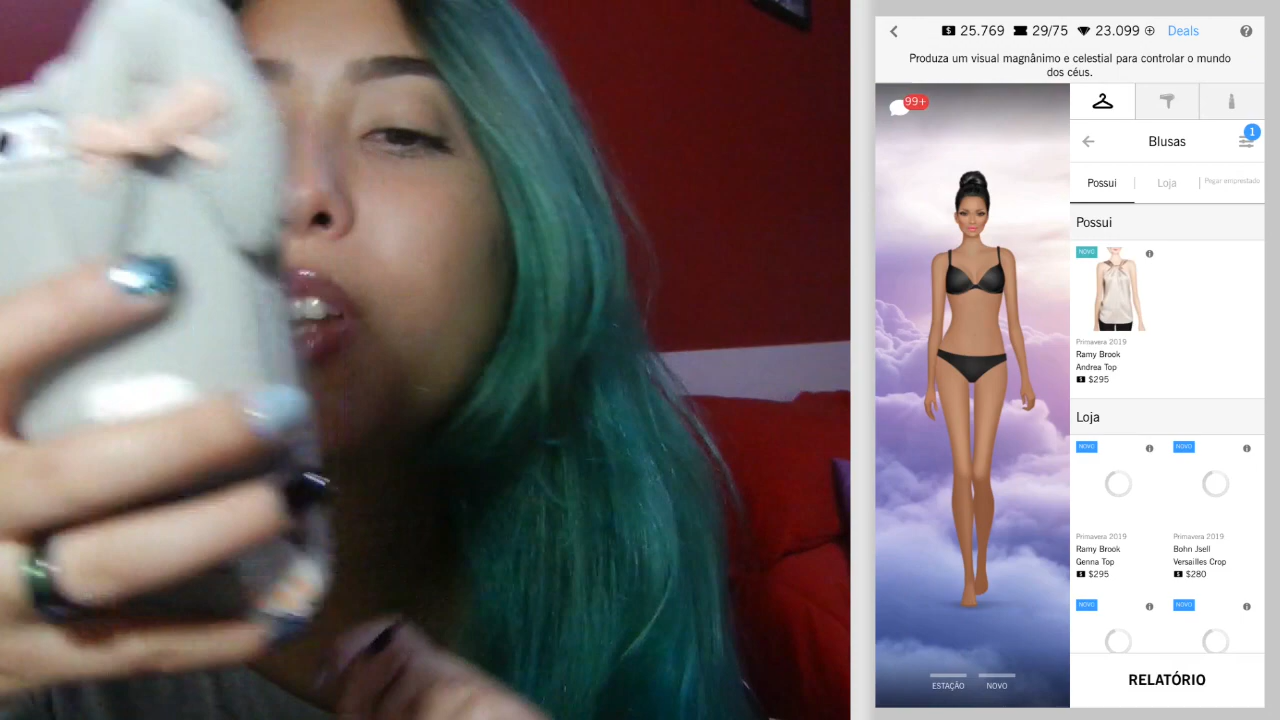 25.769 29/75 23.099 Deals
Produza um visual magnânimo e celestial para controlar o mundo
dos céus.
99+
Blusas
1
Possui
Loja
Pegar emprestado
Possui
NOVO
Primavera 2019
Ramy Brook
Andrea Top
$295
Loja
NOVO
Primavera 2019
Ramy Brook
Genna Top
$295
NOVO
Primavera 2019
Bohn Jsell
Versailles Crop
$280
NOVO
NOVO
ESTAÇÃO
NOVO
RELATÓRIO